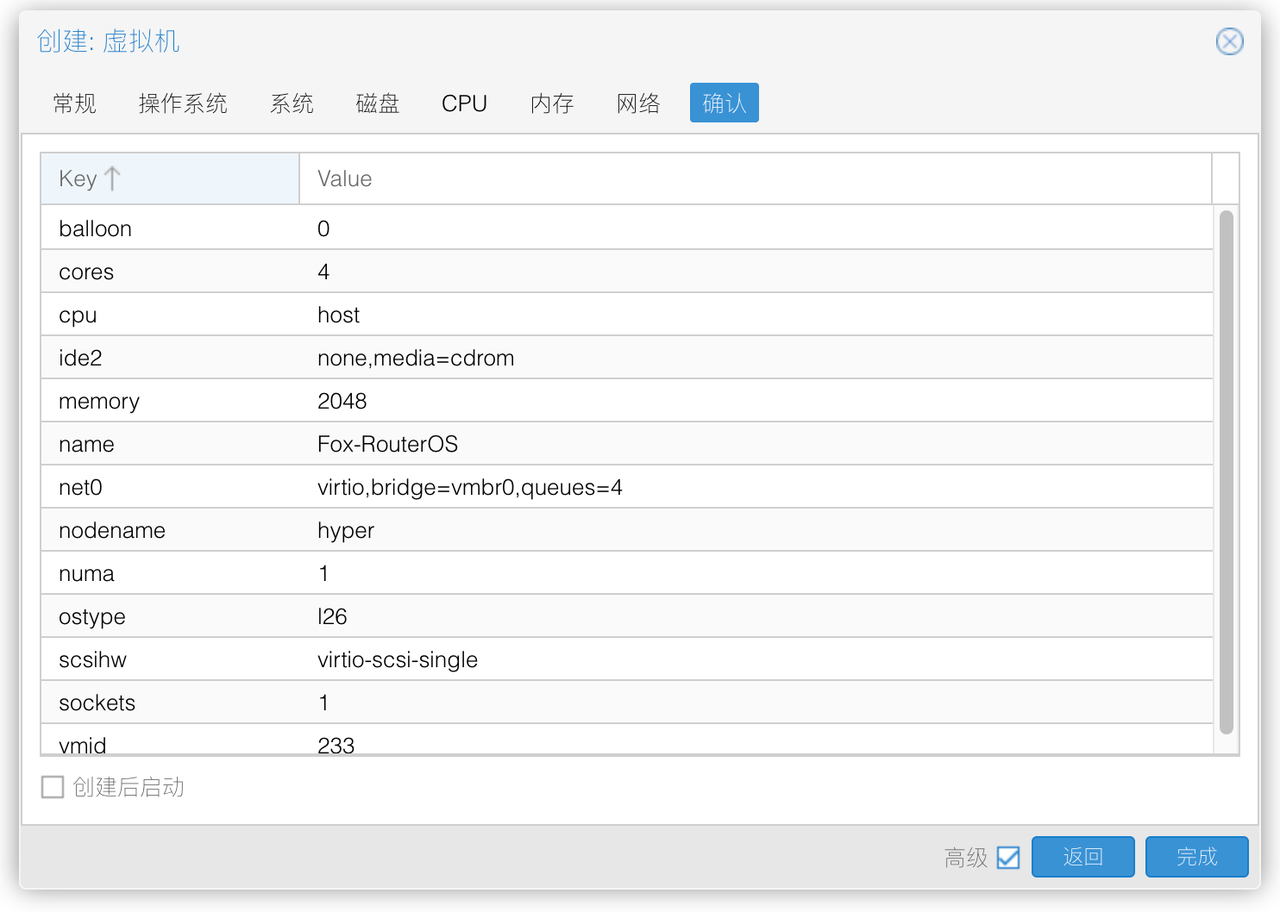 创建: 虚拟机
常规 操作系统 系统 磁盘 CPU 内存 网络 确认
Key Value
balloon 0
cores 4
cpu host
ide2 none,media=cdrom
memory 2048
name Fox-RouterOS
net0 virtio,bridge=vmbr0,queues=4
nodename hyper
numa 1
ostype l26
scsihw virtio-scsi-single
sockets 1
vmid 233
创建后启动
高级 返回 完成